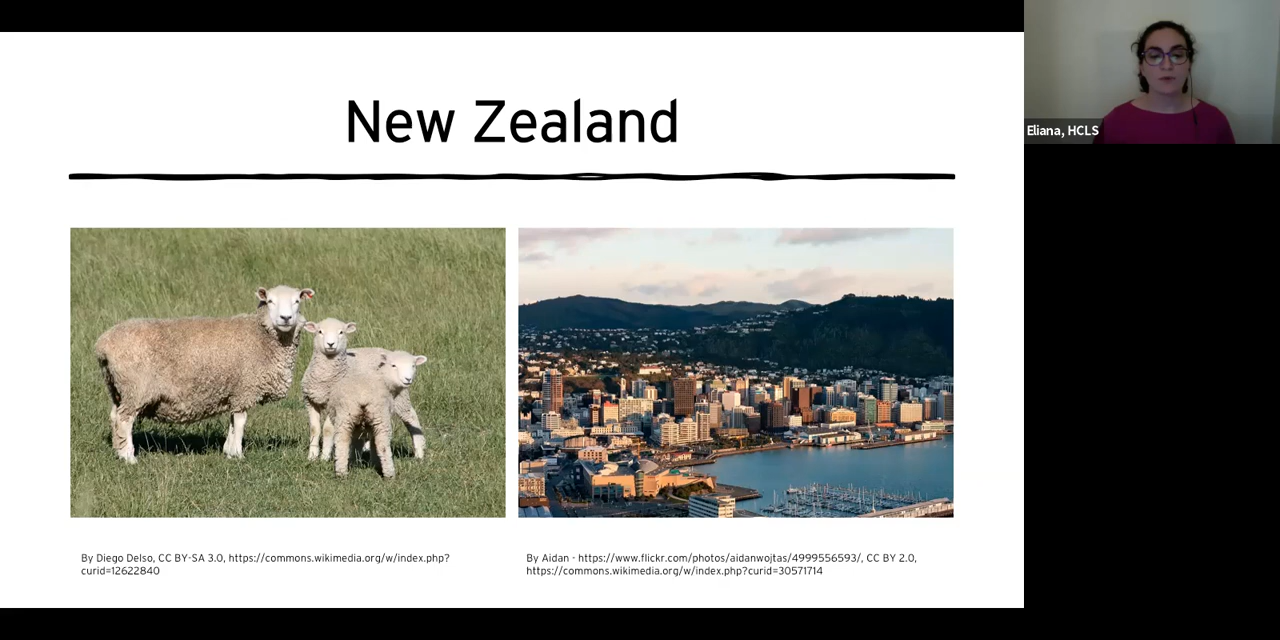 New Zealand
Eliana, HCLS
By Diego Delso, CC BY-SA 3.0, https://commons.wikimedia.org/w/index.php?
curid=12622840
By Aidan - https://www.flickr.com/photos/aidanwojtas/4999556593/, CC BY 2.0,
https://commons.wikimedia.org/w/index.php?curid=30571714